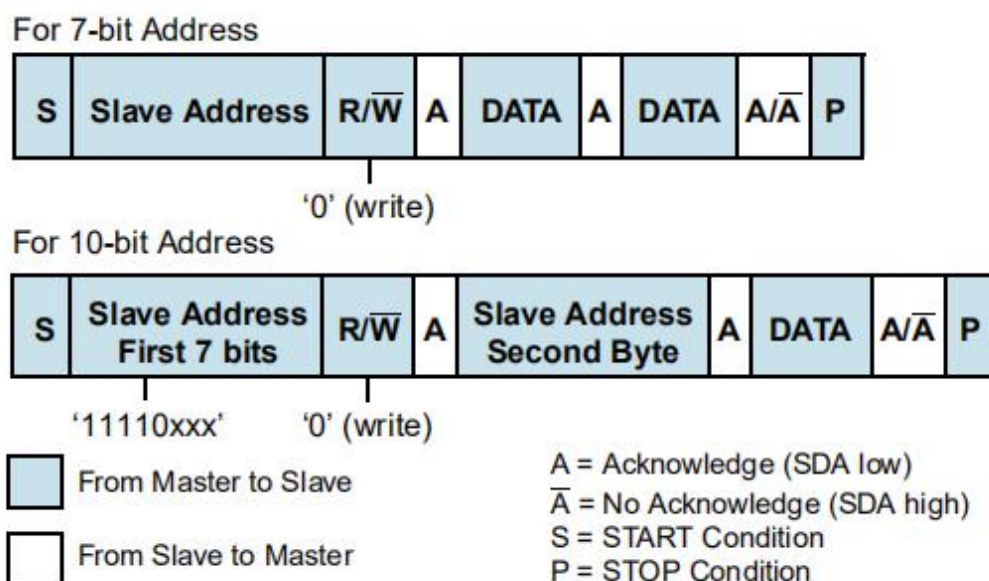 For 7-bit Address
S Slave Address R/W̅ A DATA A DATA A/A̅ P
‘0’ (write)
For 10-bit Address
S Slave Address First 7 bits R/W̅ A Slave Address Second Byte A DATA A/A̅ P
‘11110xxx’ ‘0’ (write)
From Master to Slave
From Slave to Master
A = Acknowledge (SDA low)
A̅ = No Acknowledge (SDA high)
S = START Condition
P = STOP Condition